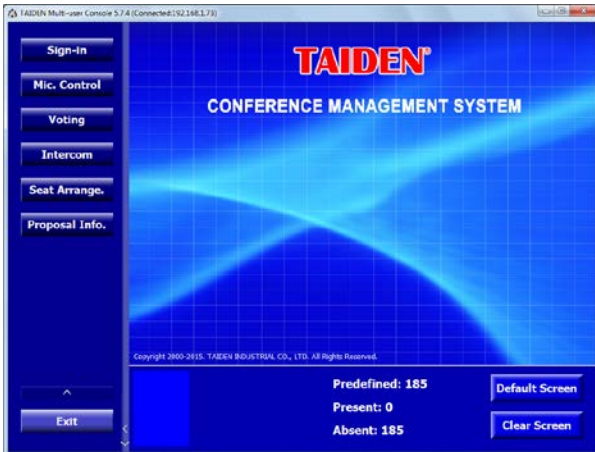 TAIDEN Multi-user Console 5.7.4 (Connected:192.168.1.73)
Sign-in
Mic. Control
Voting
Intercom
Seat Arrange.
Proposal Info.
Exit
TAIDEN®
CONFERENCE MANAGEMENT SYSTEM
Copyright 2000-2015. TAIDEN INDUSTRIAL CO., LTD. All Rights Reserved.
Predefined: 185
Present: 0
Absent: 185
Default Screen
Clear Screen